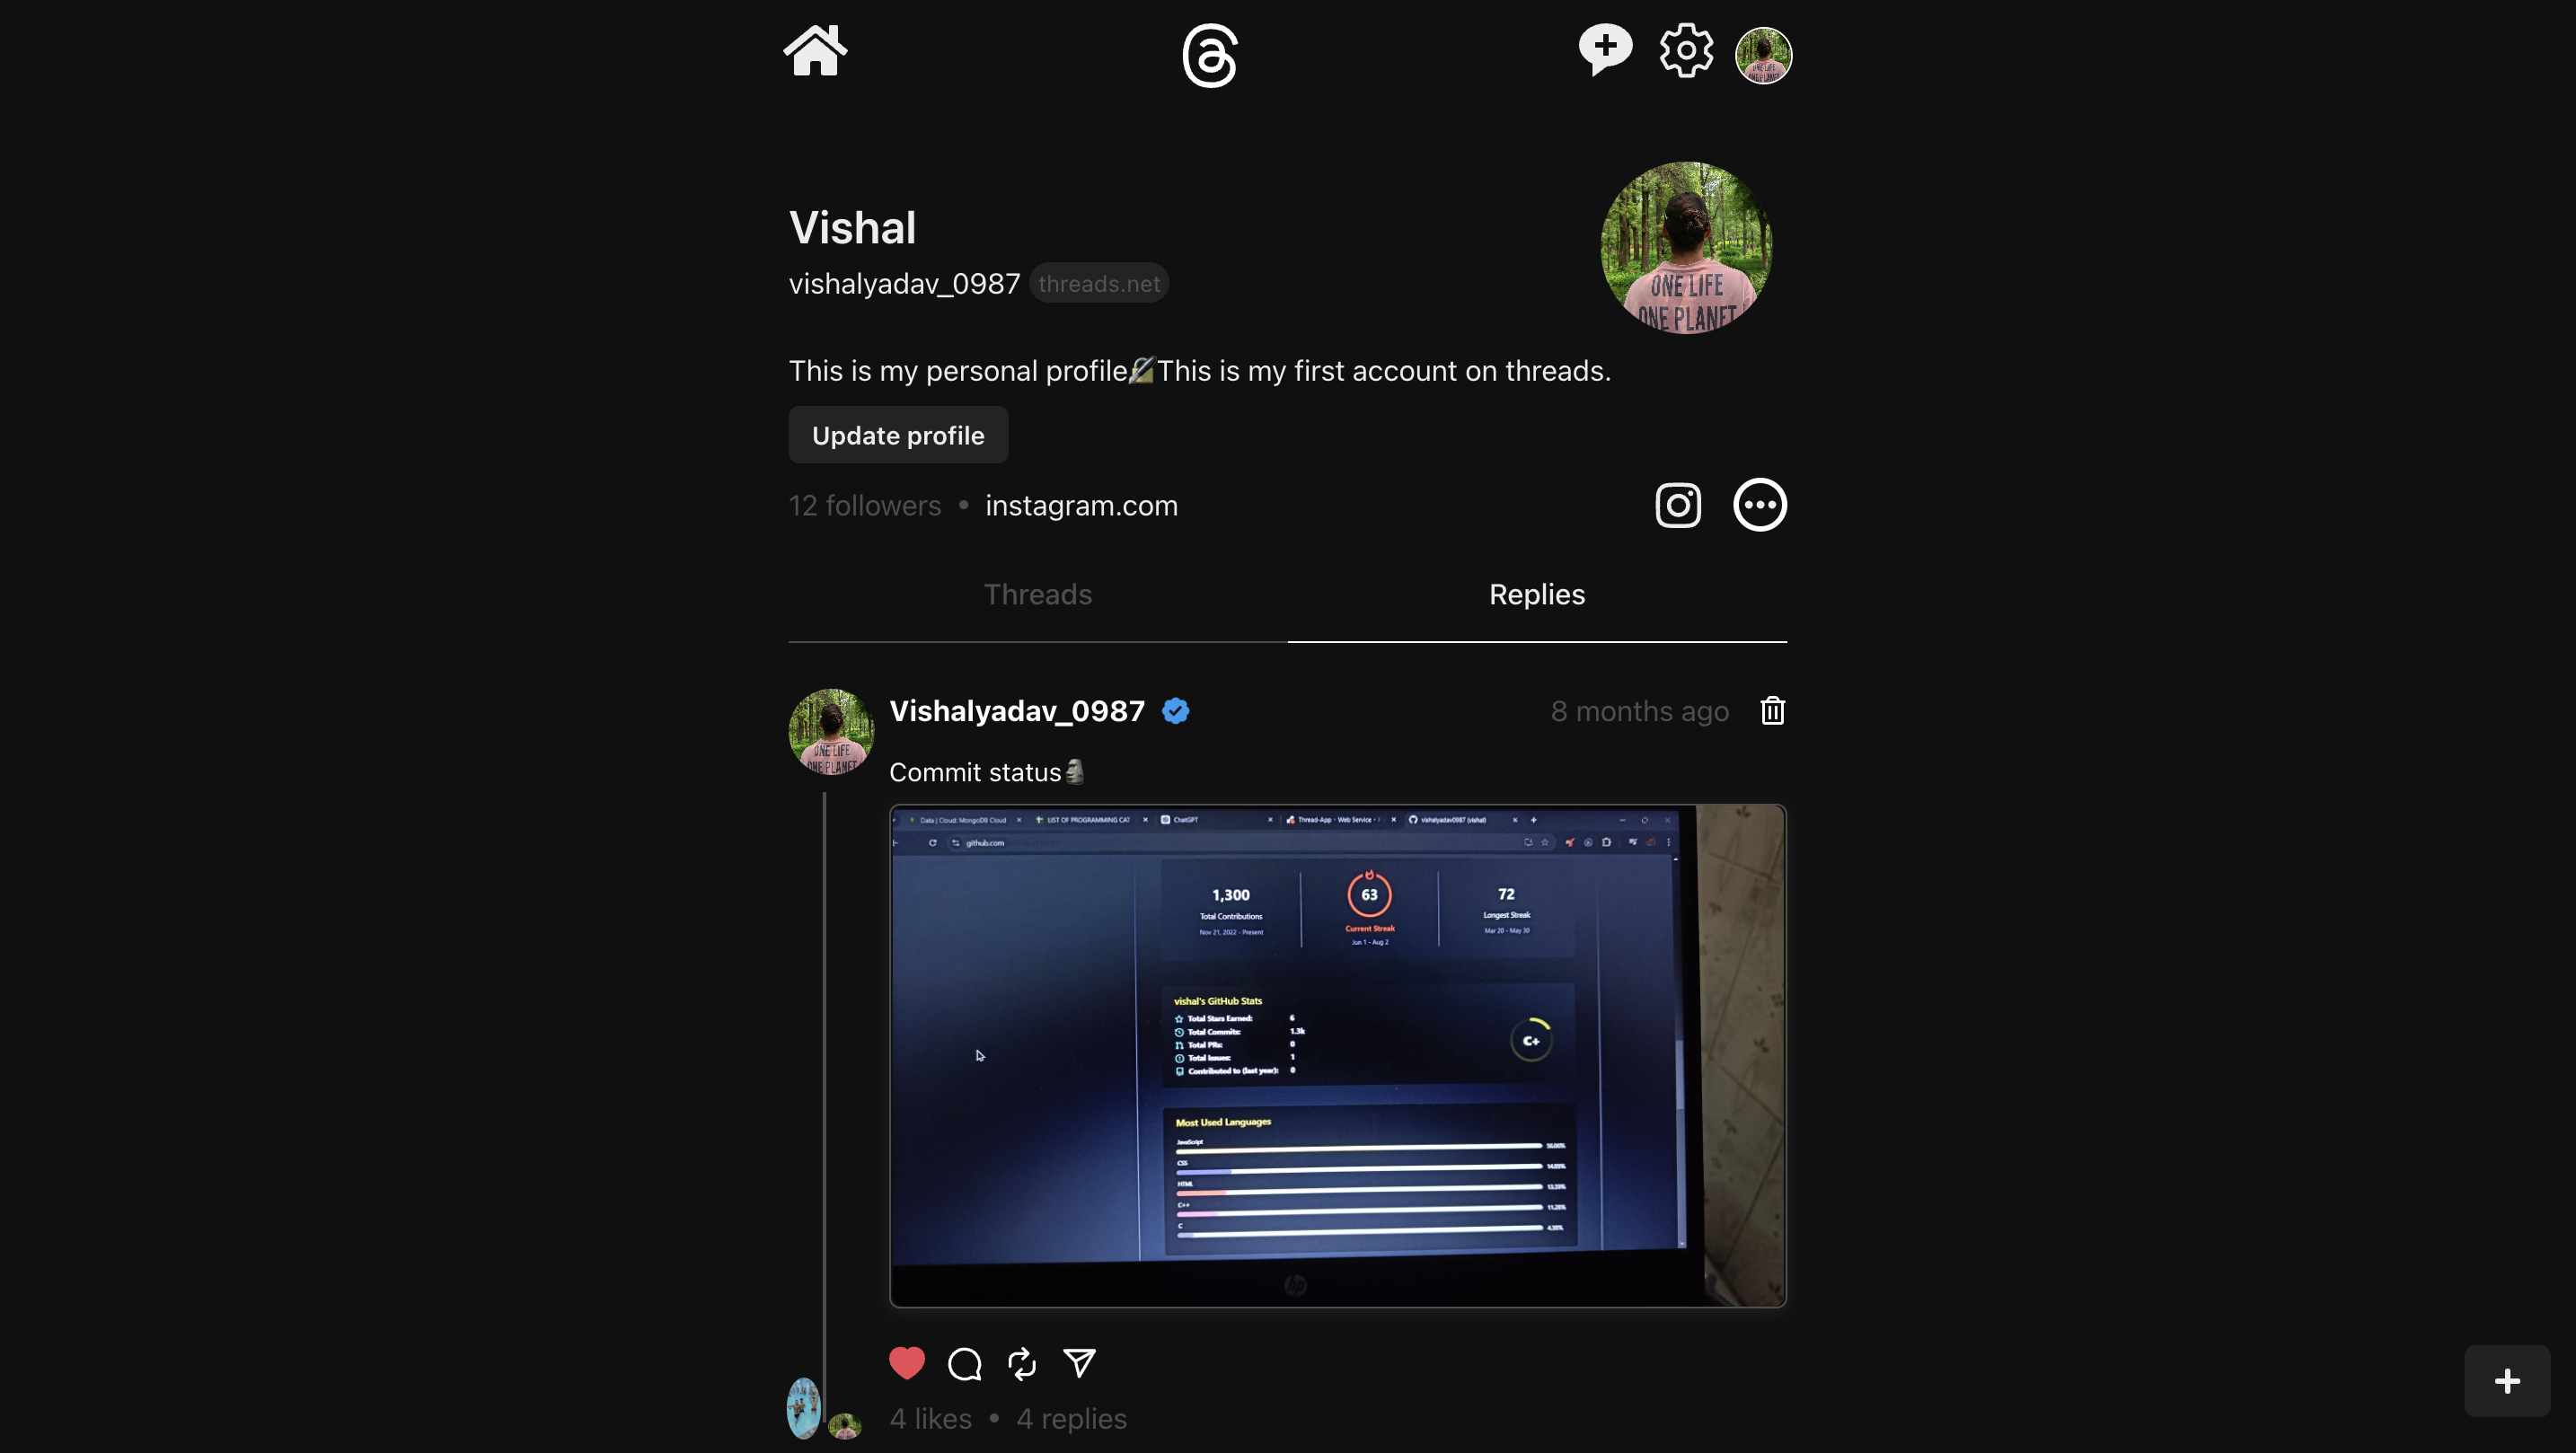 Vishal
vishalyadav_0987 threads.net
ONE LIFE
ONE PLANET
This is my personal profile🔏This is my first account on threads.
Update profile
12 followers • instagram.com
Threads Replies
Vishalyadav_0987 8 months ago
ONE LIFE
ONE PLANET
Commit status🗿
Data | Cloud: MongoDB Cloud
LIST OF PROGRAMMING CAT
ChatGPT
Thread-App · Web Service ·
vishalyadav0987 (vishal)
github.com
1,300
Total Contributions
Nov 21, 2022 - Present
63
Current Streak
Jun 1 - Aug 2
72
Longest Streak
Mar 20 - May 30
vishal's GitHub Stats
Total Stars Earned: 6
Total Commits: 1.3k
Total PRs: 0
Total Issues: 1
Contributed to (last year): 0
C+
Most Used Languages
JavaScript
CSS
HTML
C++
C
hp
4 likes • 4 replies